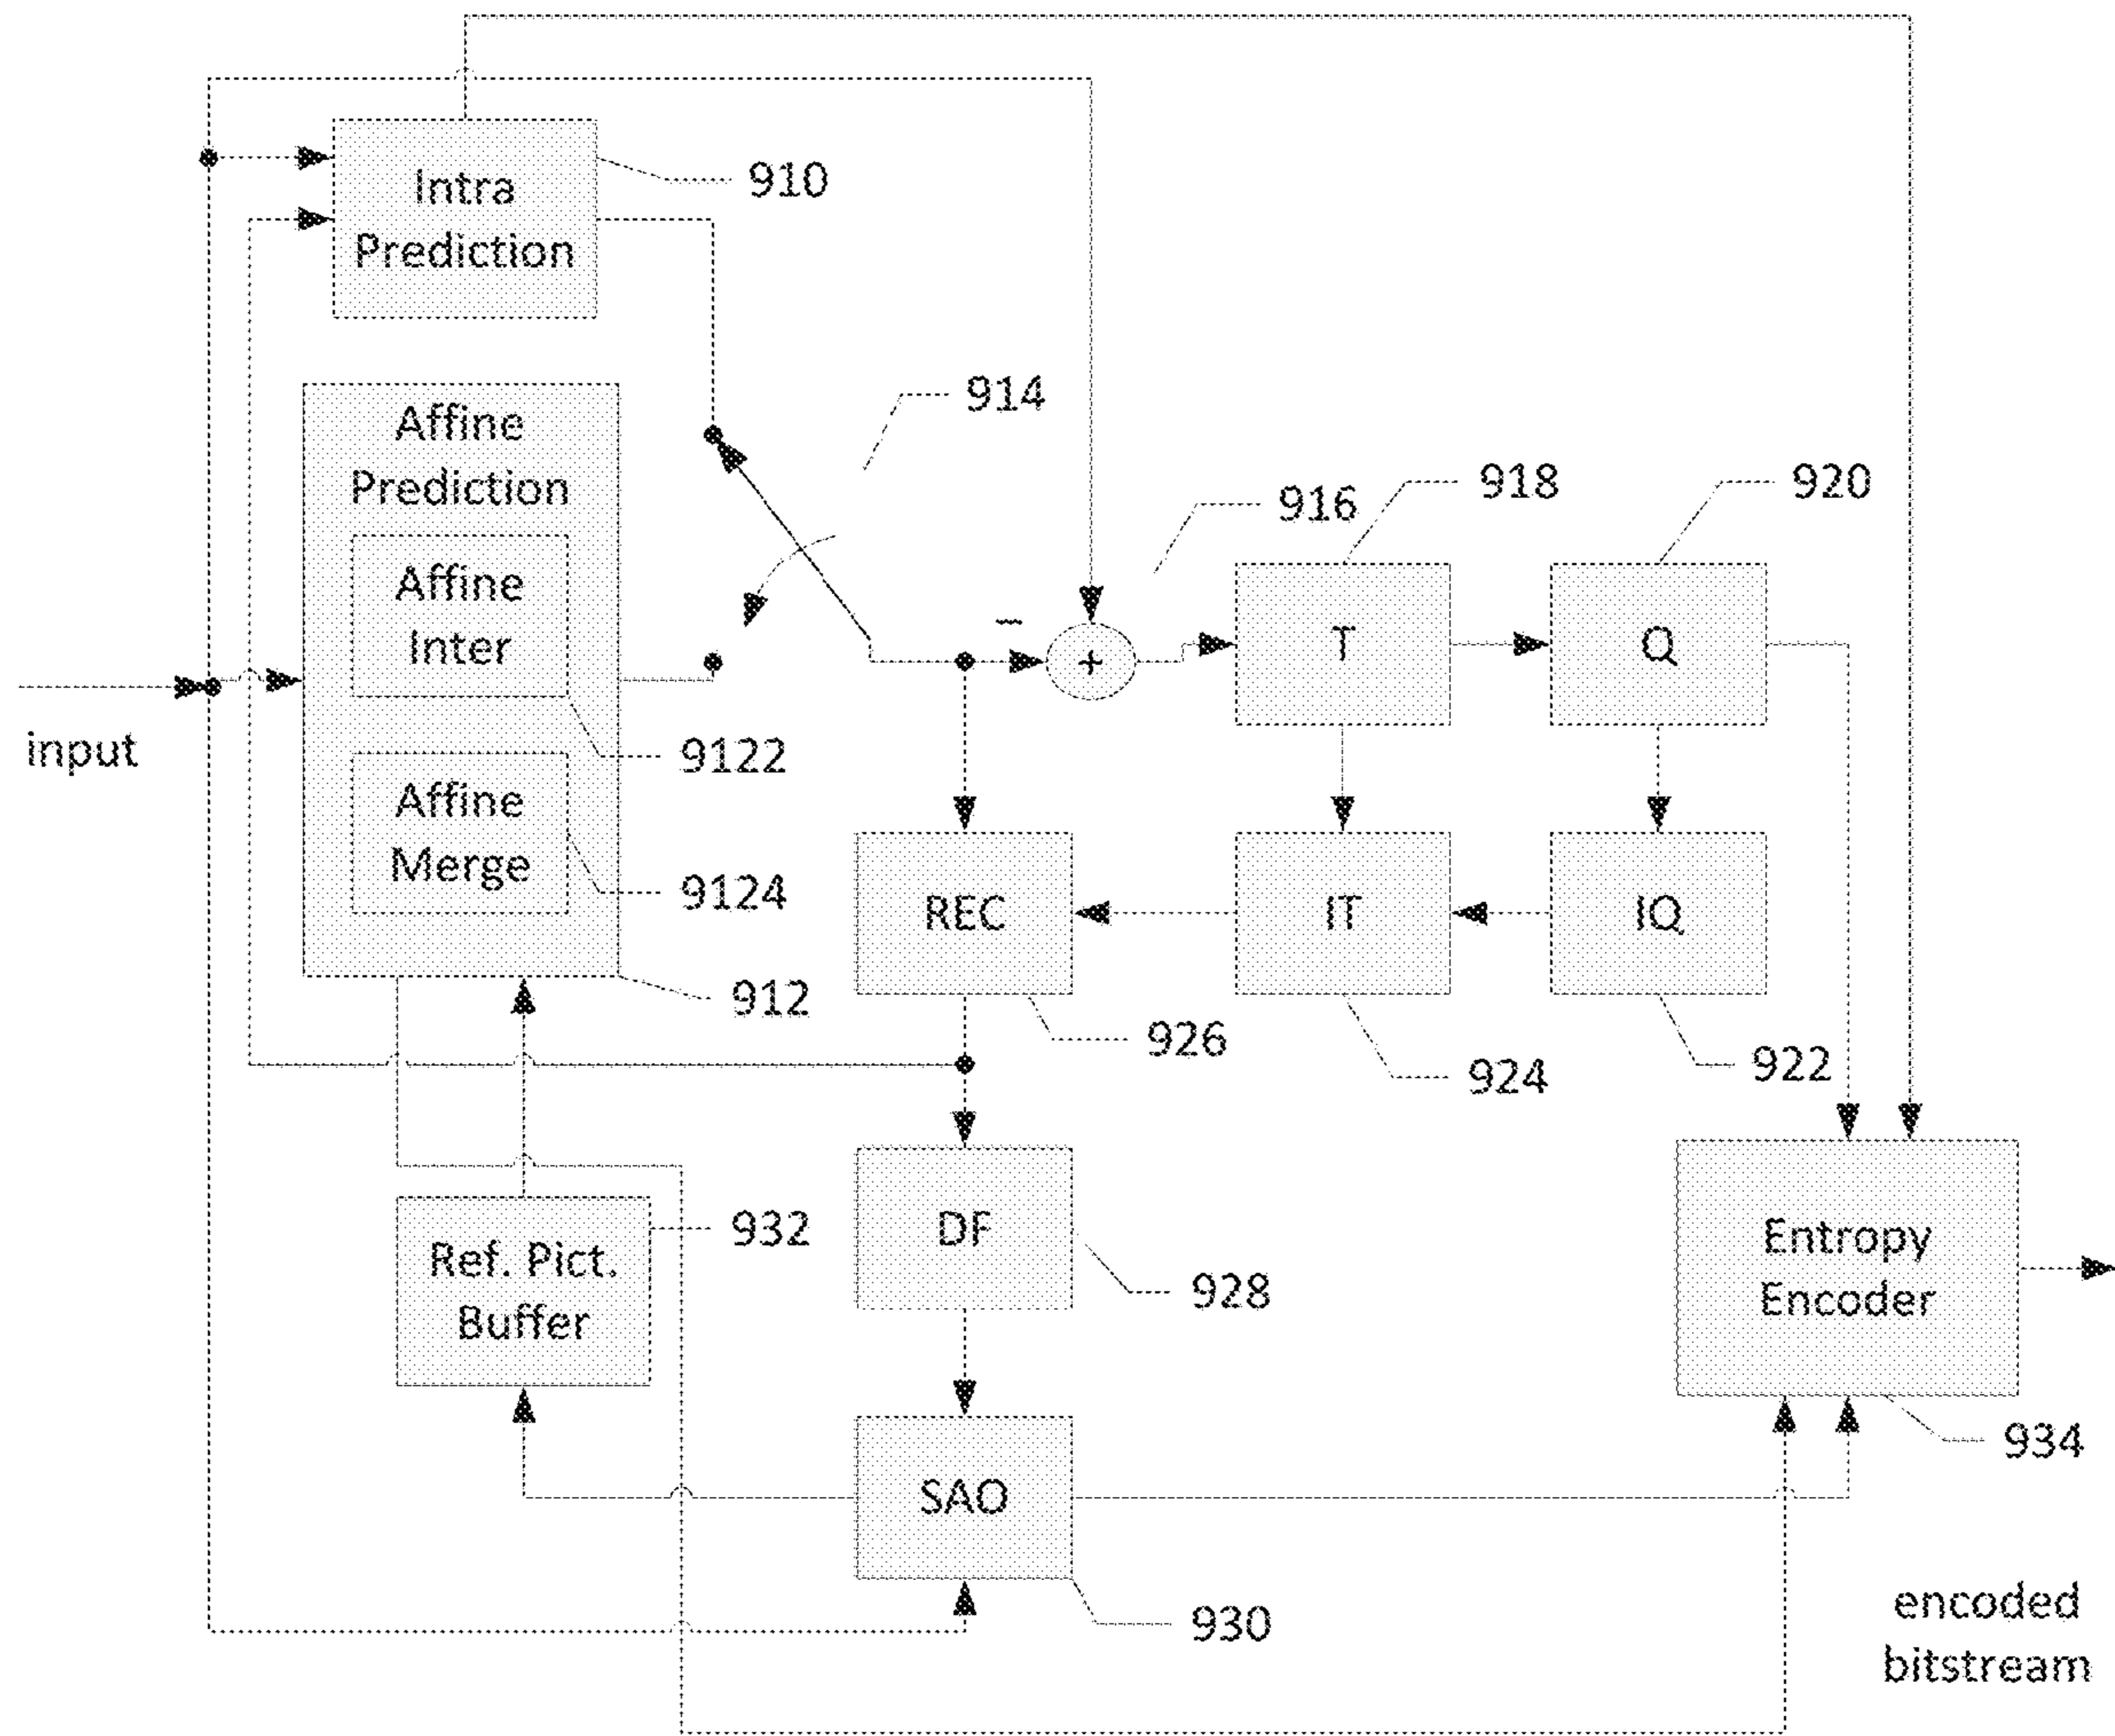 910
Intra
Prediction
914
Affine
Prediction
918
920
916
Affine
Inter
–
+
T
Q
input
9122
Affine
Merge
9124
REC
IT
IQ
912
926
924
922
932
DF
Ref. Pict.
Buffer
928
Entropy
Encoder
934
SAO
930
encoded
bitstream